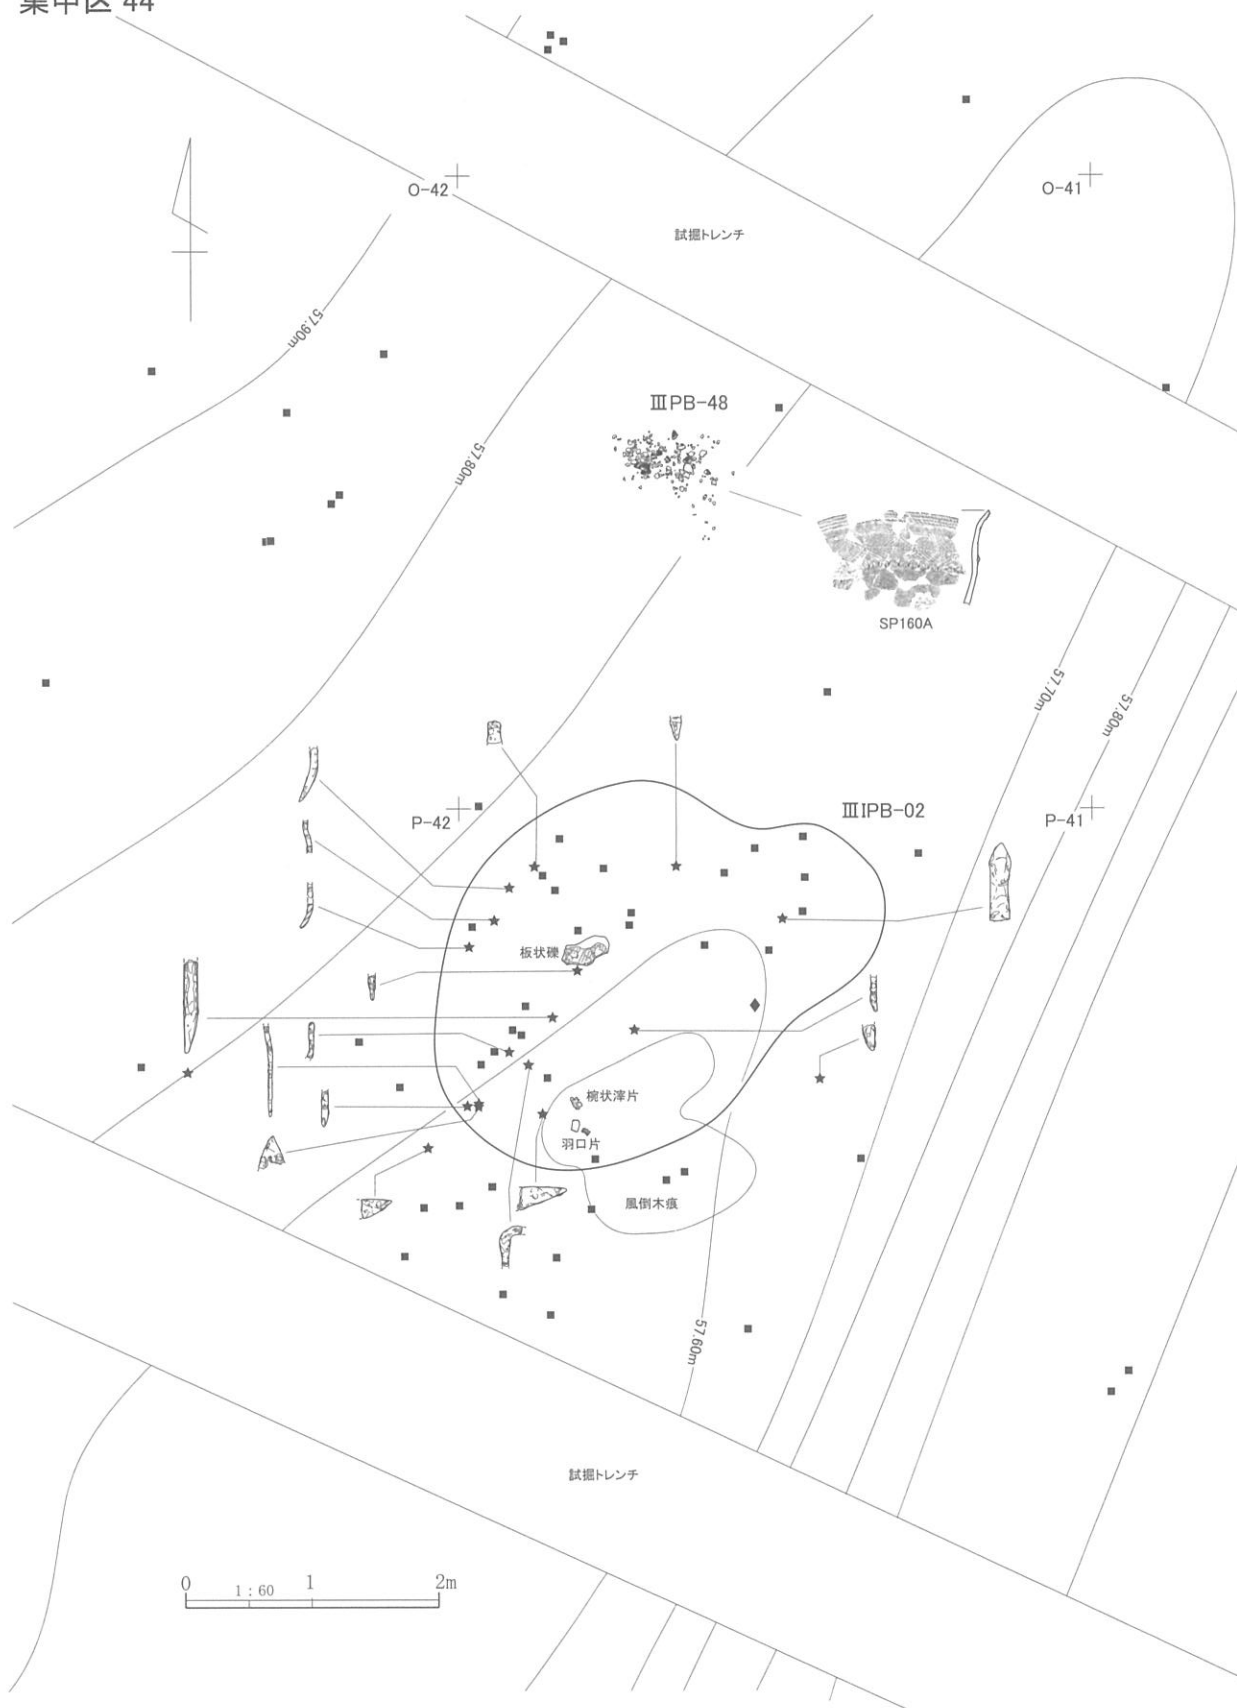 集中区 44
O-42
O-41
試掘トレンチ
57.90m
ⅢPB-48
57.80m
SP160A
57.70m
57.80m
ⅢIPB-02
P-42
P-41
板状礫
椀状滓片
羽口片
風倒木痕
57.60m
試掘トレンチ
0 1:60 1 2m